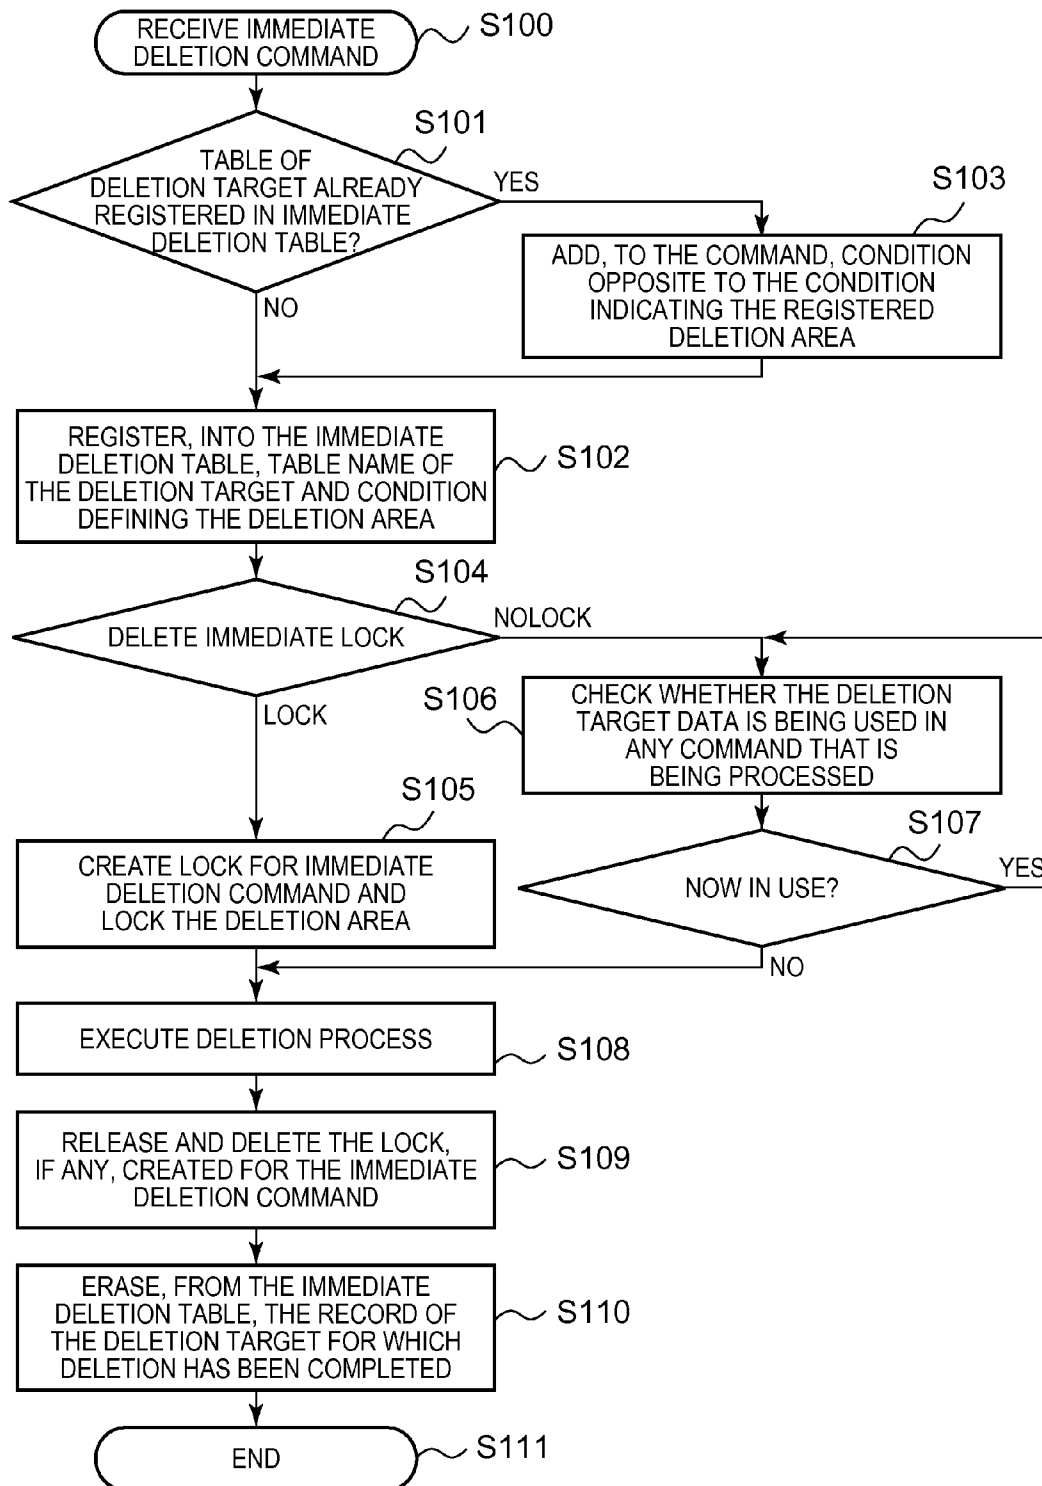 RECEIVE IMMEDIATE
DELETION COMMAND
S100
S101
TABLE OF
DELETION TARGET ALREADY
REGISTERED IN IMMEDIATE
DELETION TABLE?
YES
NO
S103
ADD, TO THE COMMAND, CONDITION
OPPOSITE TO THE CONDITION
INDICATING THE REGISTERED
DELETION AREA
REGISTER, INTO THE IMMEDIATE
DELETION TABLE, TABLE NAME OF
THE DELETION TARGET AND CONDITION
DEFINING THE DELETION AREA
S102
S104
DELETE IMMEDIATE LOCK
NOLOCK
LOCK
S106
CHECK WHETHER THE DELETION
TARGET DATA IS BEING USED IN
ANY COMMAND THAT IS
BEING PROCESSED
S105
CREATE LOCK FOR IMMEDIATE
DELETION COMMAND AND
LOCK THE DELETION AREA
S107
NOW IN USE?
YES
NO
EXECUTE DELETION PROCESS
S108
RELEASE AND DELETE THE LOCK,
IF ANY, CREATED FOR THE IMMEDIATE
DELETION COMMAND
S109
ERASE, FROM THE IMMEDIATE
DELETION TABLE, THE RECORD OF
THE DELETION TARGET FOR WHICH
DELETION HAS BEEN COMPLETED
S110
END
S111